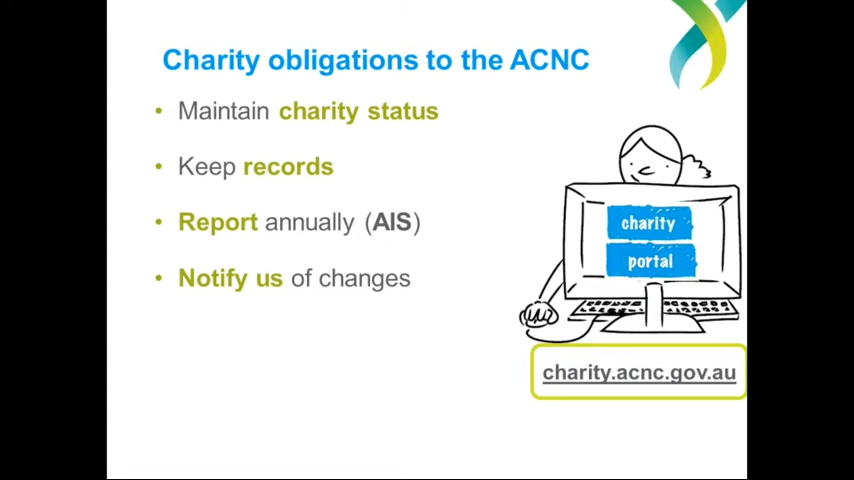 Charity obligations to the ACNC
• Maintain charity status
• Keep records
• Report annually (AIS)
• Notify us of changes
charity
portal
charity.acnc.gov.au